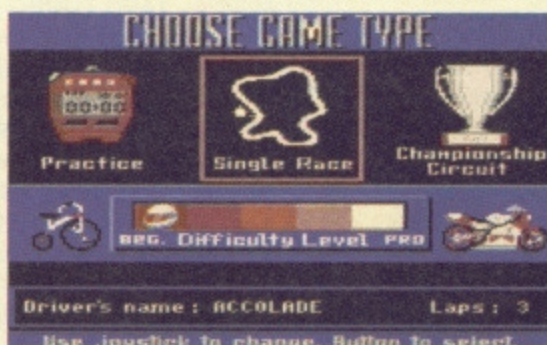 CHOOSE GAME TYPE
00:00
Practice
Single Race
Championship
Circuit
BEG. Difficulty Level PRO
Driver's name : ACCOLADE Laps : 3
Use joystick to change. Button to select